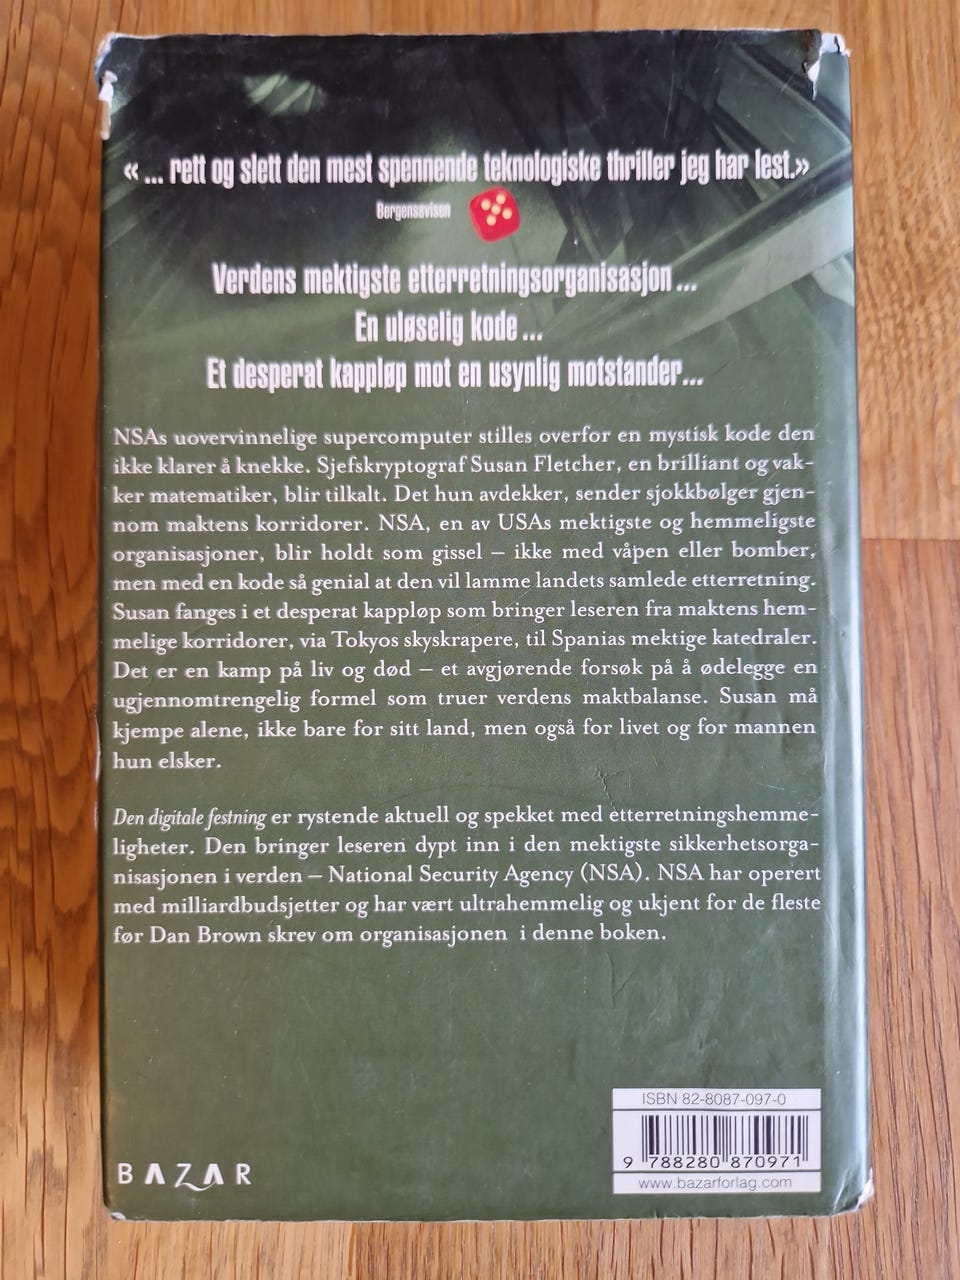 « ... rett og slett den mest spennende teknologiske thriller jeg har lest.»
Bergensavisen
Verdens mektigste etterretningsorganisasjon ...
En uløselig kode ...
Et desperat kappløp mot en usynlig motstander...
NSAs uovervinnelige supercomputer stilles overfor en mystisk kode den
ikke klarer å knekke. Sjefskryptograf Susan Fletcher, en brilliant og vak-
ker matematiker, blir tilkalt. Det hun avdekker, sender sjokkbølger gjen-
nom maktens korridorer. NSA, en av USAs mektigste og hemmeligste
organisasjoner, blir holdt som gissel – ikke med våpen eller bomber,
men med en kode så genial at den vil lamme landets samlede etterretning.
Susan fanges i et desperat kappløp som bringer leseren fra maktens hem-
melige korridorer, via Tokyos skyskrapere, til Spanias mektige katedraler.
Det er en kamp på liv og død – et avgjørende forsøk på å ødelegge en
ugjennomtrengelig formel som truer verdens maktbalanse. Susan må
kjempe alene, ikke bare for sitt land, men også for livet og for mannen
hun elsker.
Den digitale festning er rystende aktuell og spekket med etterretningshemme-
ligheter. Den bringer leseren dypt inn i den mektigste sikkerhetsorga-
nisasjonen i verden – National Security Agency (NSA). NSA har operert
med milliardbudsjetter og har vært ultrahemmelig og ukjent for de fleste
før Dan Brown skrev om organisasjonen i denne boken.
ISBN 82-8087-097-0
9 788280 870971
www.bazarforlag.com
BAZAR